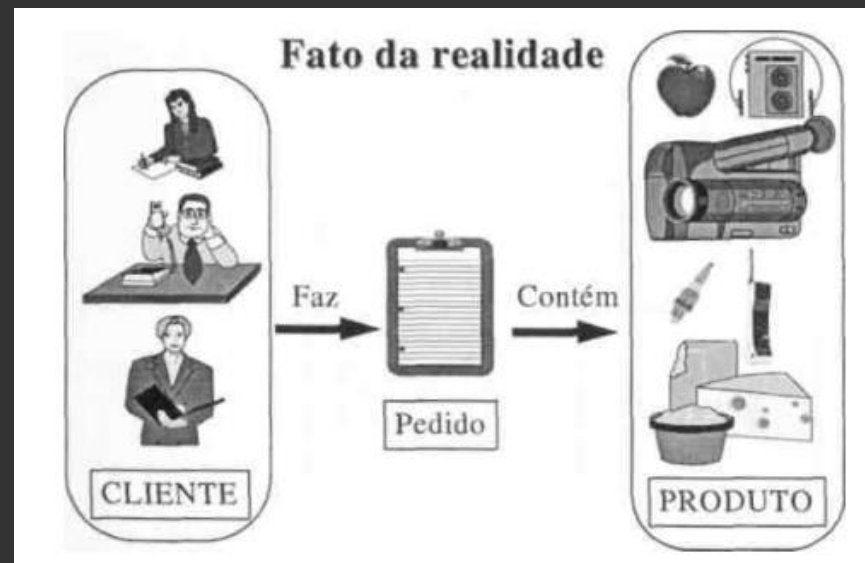 Fato da realidade
Faz
Contém
Pedido
CLIENTE
PRODUTO